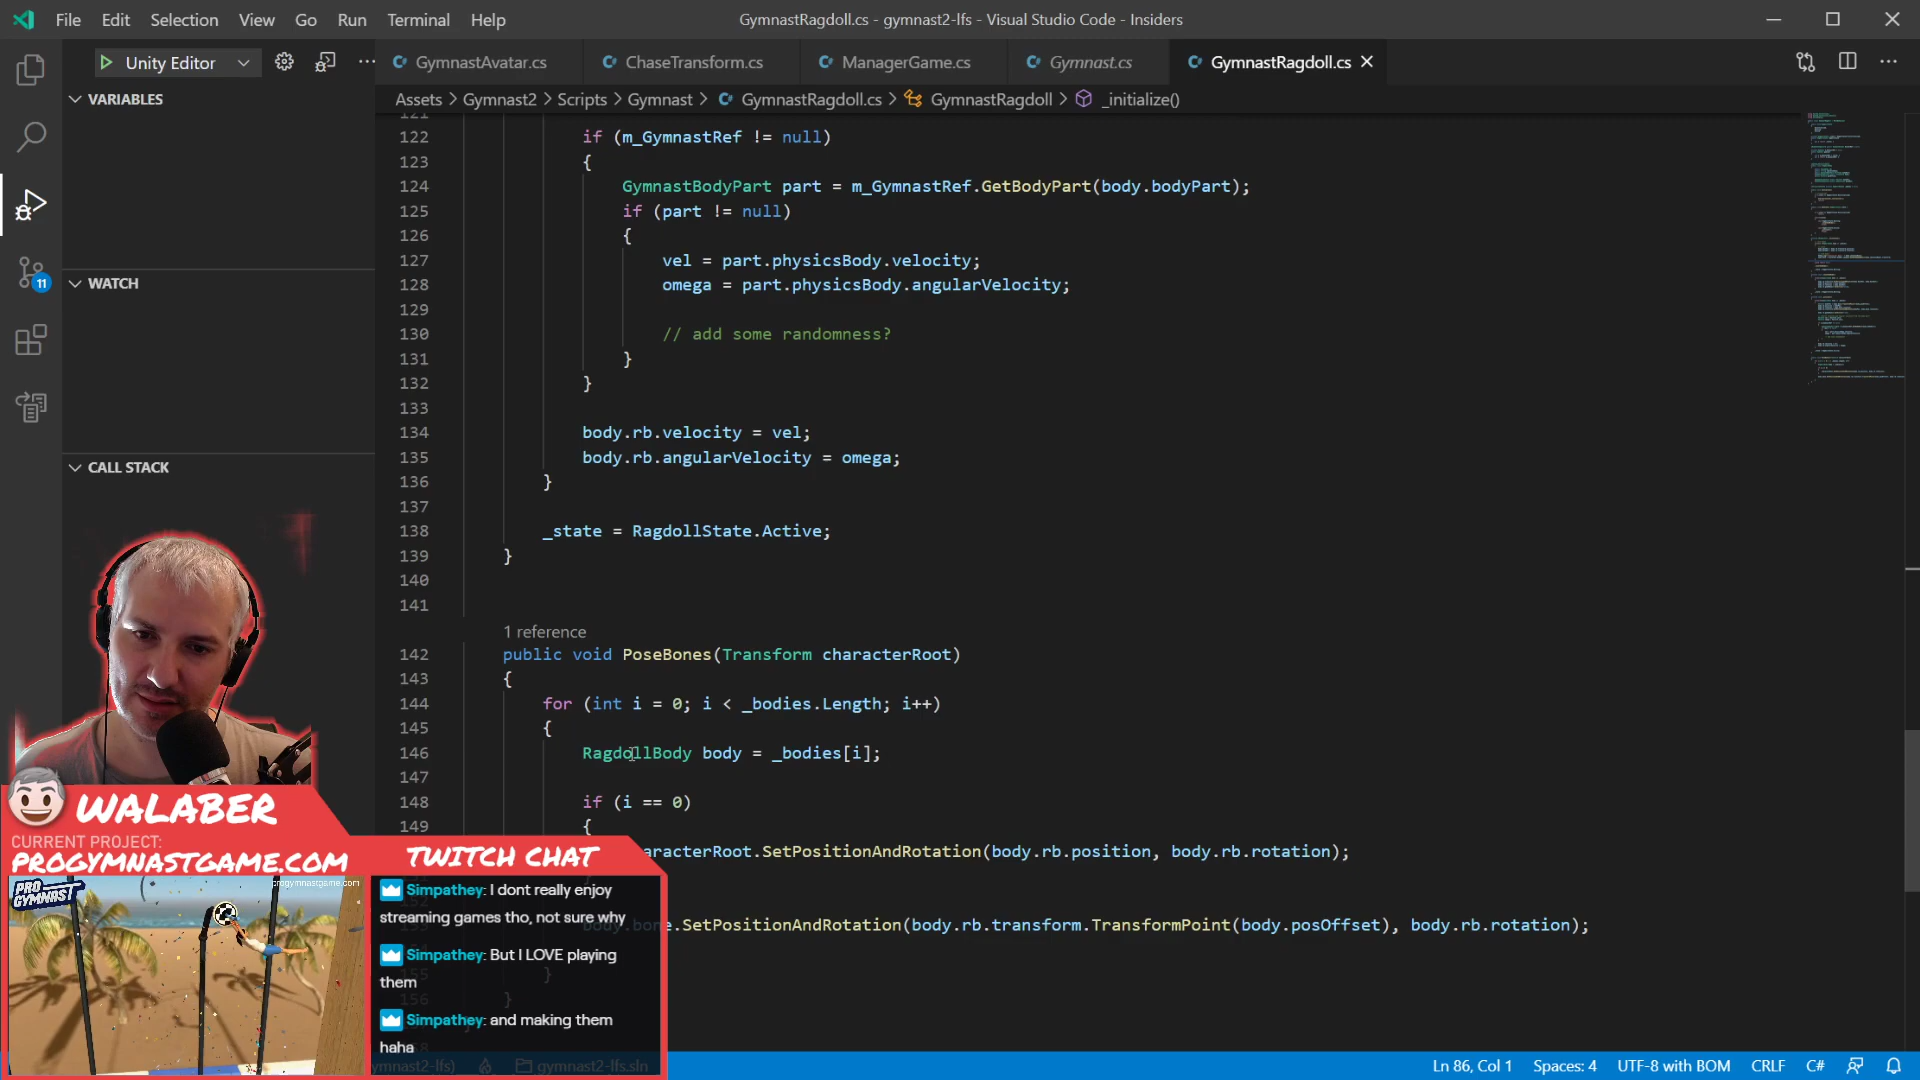 File Edit Selection View Go Run Terminal Help
GymnastRagdoll.cs - gymnast2-lfs - Visual Studio Code - Insiders
Unity Editor
GymnastAvatar.cs
ChaseTransform.cs
ManagerGame.cs
Gymnast.cs
GymnastRagdoll.cs
Assets > Gymnast2 > Scripts > Gymnast > GymnastRagdoll.cs > GymnastRagdoll > _initialize()
VARIABLES
WATCH
11
CALL STACK
121
122 if (m_GymnastRef != null)
123 {
124 GymnastBodyPart part = m_GymnastRef.GetBodyPart(body.bodyPart);
125 if (part != null)
126 {
127 vel = part.physicsBody.velocity;
128 omega = part.physicsBody.angularVelocity;
129
130 // add some randomness?
131 }
132 }
133
134 body.rb.velocity = vel;
135 body.rb.angularVelocity = omega;
136 }
137
138 _state = RagdollState.Active;
139 }
140
141
1 reference
142 public void PoseBones(Transform characterRoot)
143 {
144 for (int i = 0; i < _bodies.Length; i++)
145 {
146 RagdollBody body = _bodies[i];
147
148 if (i == 0)
149 {
aracterRoot.SetPositionAndRotation(body.rb.position, body.rb.rotation);
body.bone.SetPositionAndRotation(body.rb.transform.TransformPoint(body.posOffset), body.rb.rotation);
155 }
156 }
WALABER
CURRENT PROJECT:
PROGYMNASTGAME.COM
PRO GYMNAST
progymnastgame.com
TWITCH CHAT
Simpathey: I dont really enjoy
streaming games tho, not sure why
Simpathey: But I LOVE playing
them
Simpathey: and making them
haha
ymnast2-lfs)
gymnast2-lfs.sln
Ln 86, Col 1 Spaces: 4 UTF-8 with BOM CRLF C#